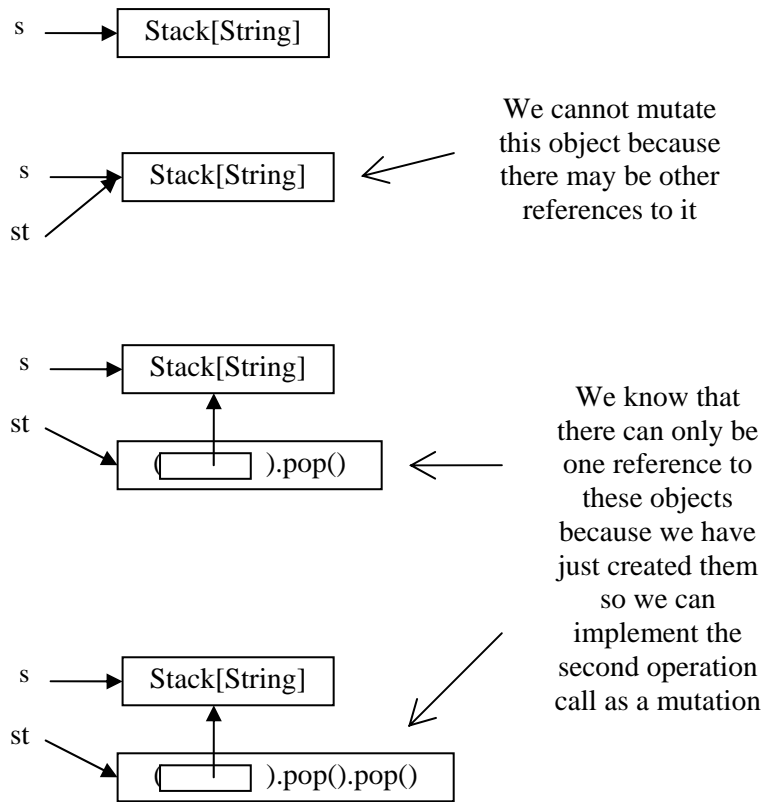 s
Stack[String]
We cannot mutate
this object because
there may be other
references to it
s
Stack[String]
st
s
Stack[String]
st
( ).pop()
We know that
there can only be
one reference to
these objects
because we have
just created them
so we can
implement the
second operation
call as a mutation
s
Stack[String]
st
( ).pop().pop()